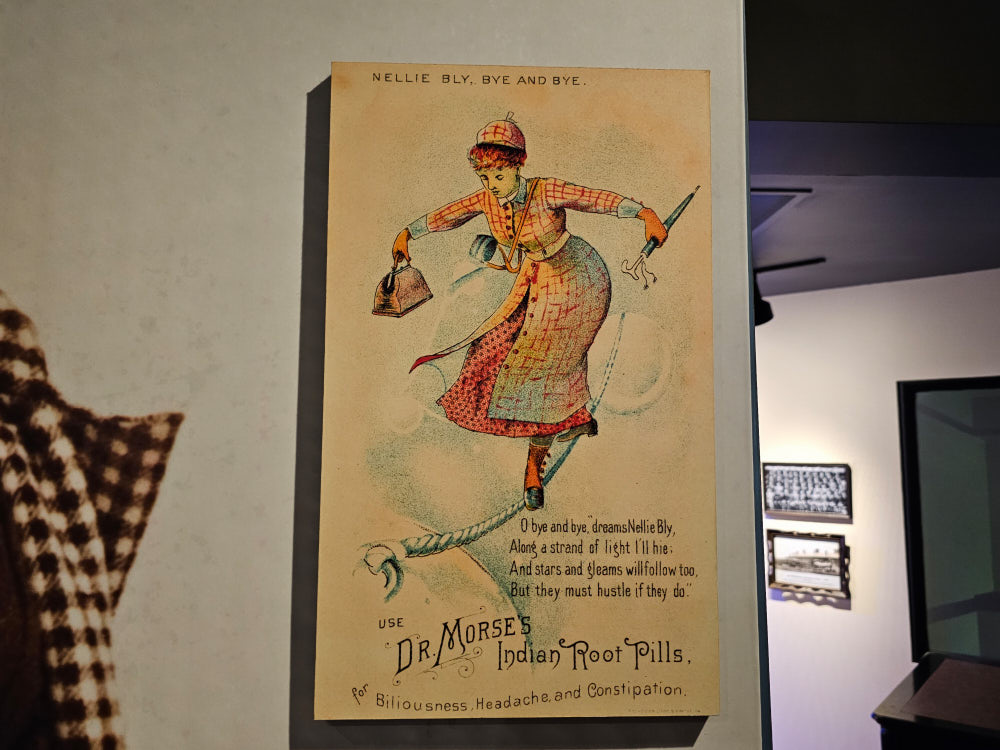 NELLIE BLY, BYE AND BYE.
"O bye and bye," dreams Nellie Bly,
Along a strand of light I'll hie;
And stars and gleams will follow too,
But they must hustle if they do."
USE
DR. MORSE'S
Indian Root Pills,
for Biliousness, Headache, and Constipation.